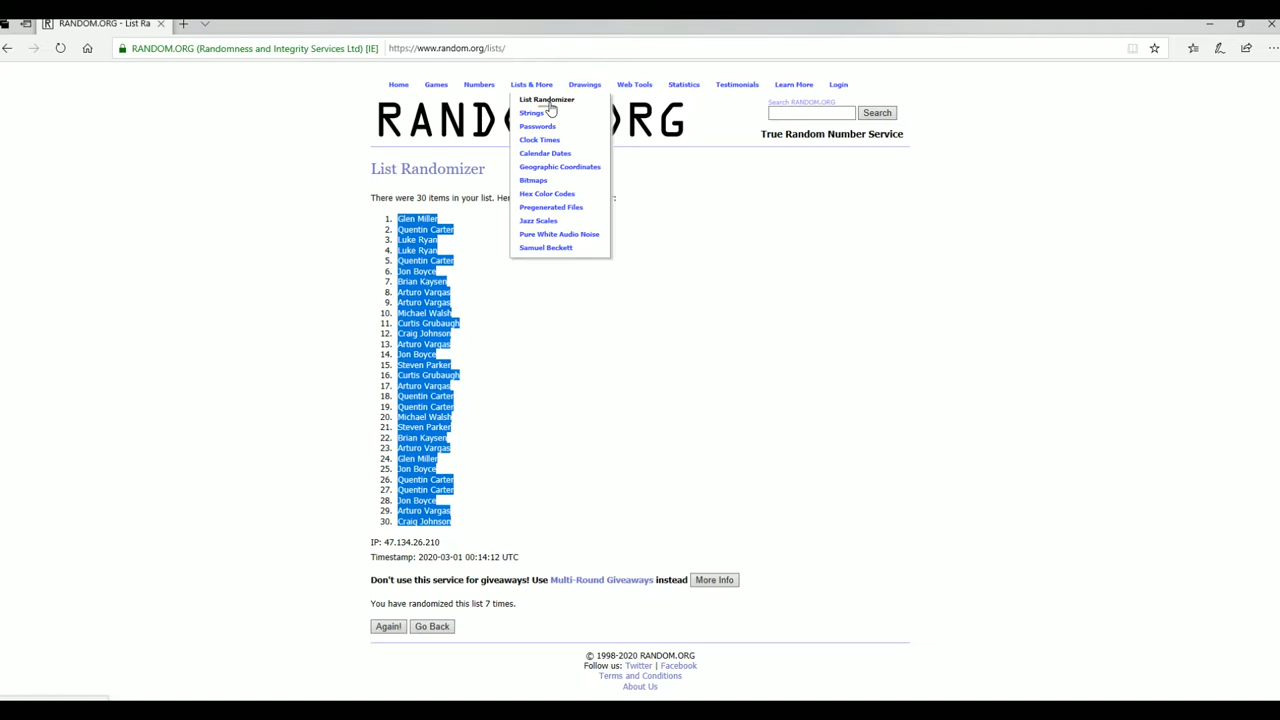 RANDOM.ORG - List Ra
RANDOM.ORG (Randomness and Integrity Services Ltd) [IE]
https://www.random.org/lists/
Home Games Numbers Lists & More Drawings Web Tools Statistics Testimonials Learn More Login
List Randomizer
Strings
Passwords
Clock Times
Calendar Dates
Geographic Coordinates
Bitmaps
Hex Color Codes
Pregenerated Files
Jazz Scales
Pure White Audio Noise
Samuel Beckett
Search RANDOM.ORG
Search
True Random Number Service
List Randomizer
There were 30 items in your list. Her
1. Glen Miller
2. Quentin Carter
3. Luke Ryan
4. Luke Ryan
5. Quentin Carter
6. Jon Boyce
7. Brian Kaysen
8. Arturo Vargas
9. Arturo Vargas
10. Michael Walsh
11. Curtis Grubaugh
12. Craig Johnson
13. Arturo Vargas
14. Jon Boyce
15. Steven Parker
16. Curtis Grubaugh
17. Arturo Vargas
18. Quentin Carter
19. Quentin Carter
20. Michael Walsh
21. Steven Parker
22. Brian Kaysen
23. Arturo Vargas
24. Glen Miller
25. Jon Boyce
26. Quentin Carter
27. Quentin Carter
28. Jon Boyce
29. Arturo Vargas
30. Craig Johnson
IP: 47.134.26.210
Timestamp: 2020-03-01 00:14:12 UTC
Don't use this service for giveaways! Use Multi-Round Giveaways instead More Info
You have randomized this list 7 times.
Again! Go Back
© 1998-2020 RANDOM.ORG
Follow us: Twitter | Facebook
Terms and Conditions
About Us